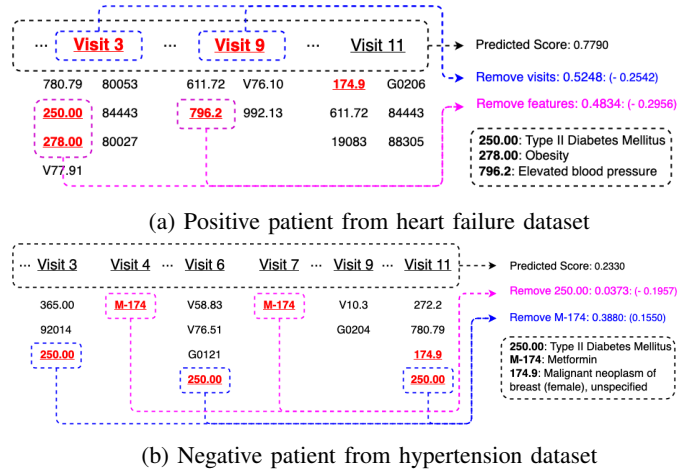 ··· Visit 3 ··· Visit 9 ··· Visit 11
Predicted Score: 0.7790
780.79 80053 611.72 V76.10 174.9 G0206
Remove visits: 0.5248: (- 0.2542)
250.00 84443 796.2 992.13 611.72 84443
Remove features: 0.4834: (- 0.2956)
278.00 80027 19083 88305
V77.91
250.00: Type II Diabetes Mellitus
278.00: Obesity
796.2: Elevated blood pressure
(a) Positive patient from heart failure dataset
··· Visit 3 Visit 4 ··· Visit 6 Visit 7 ··· Visit 9 ··· Visit 11
Predicted Score: 0.2330
365.00 M-174 V58.83 M-174 V10.3 272.2
Remove 250.00: 0.0373: (- 0.1957)
92014 V76.51 G0204 780.79
Remove M-174: 0.3880: (0.1550)
250.00 G0121 174.9
250.00 250.00
250.00: Type II Diabetes Mellitus
M-174: Metformin
174.9: Malignant neoplasm of
breast (female), unspecified
(b) Negative patient from hypertension dataset